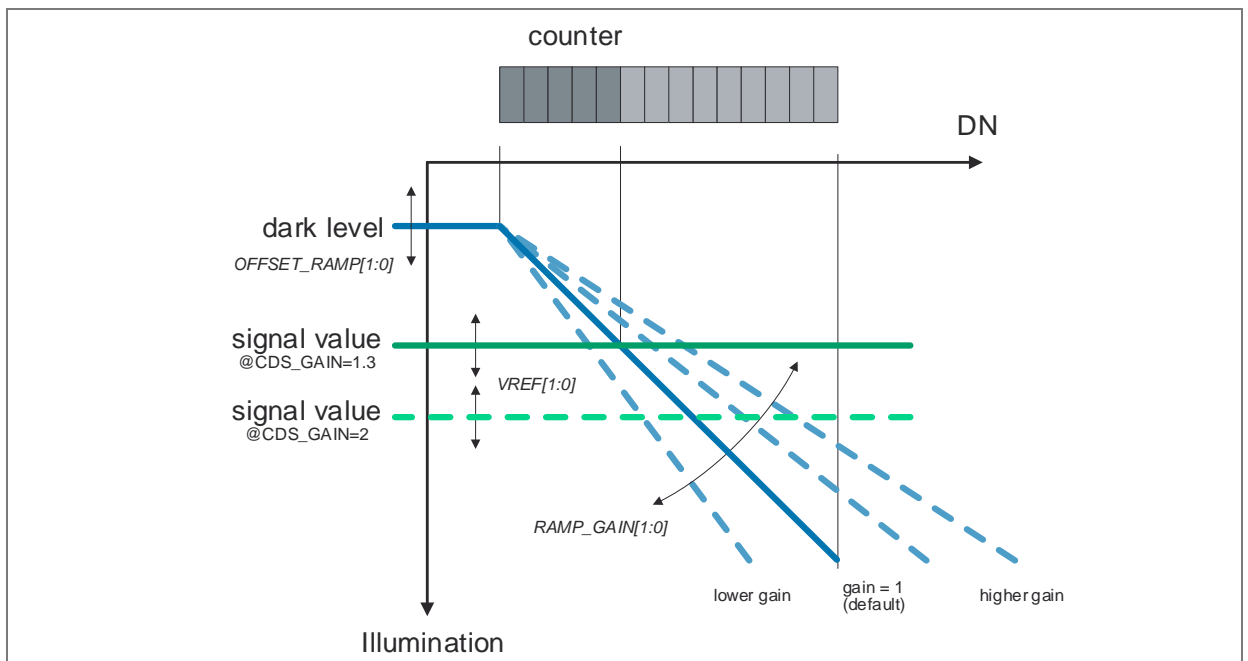 counter
DN
dark level
OFFSET_RAMP[1:0]
signal value
@CDS_GAIN=1.3
VREF[1:0]
signal value
@CDS_GAIN=2
RAMP_GAIN[1:0]
lower gain
gain = 1
(default)
higher gain
Illumination